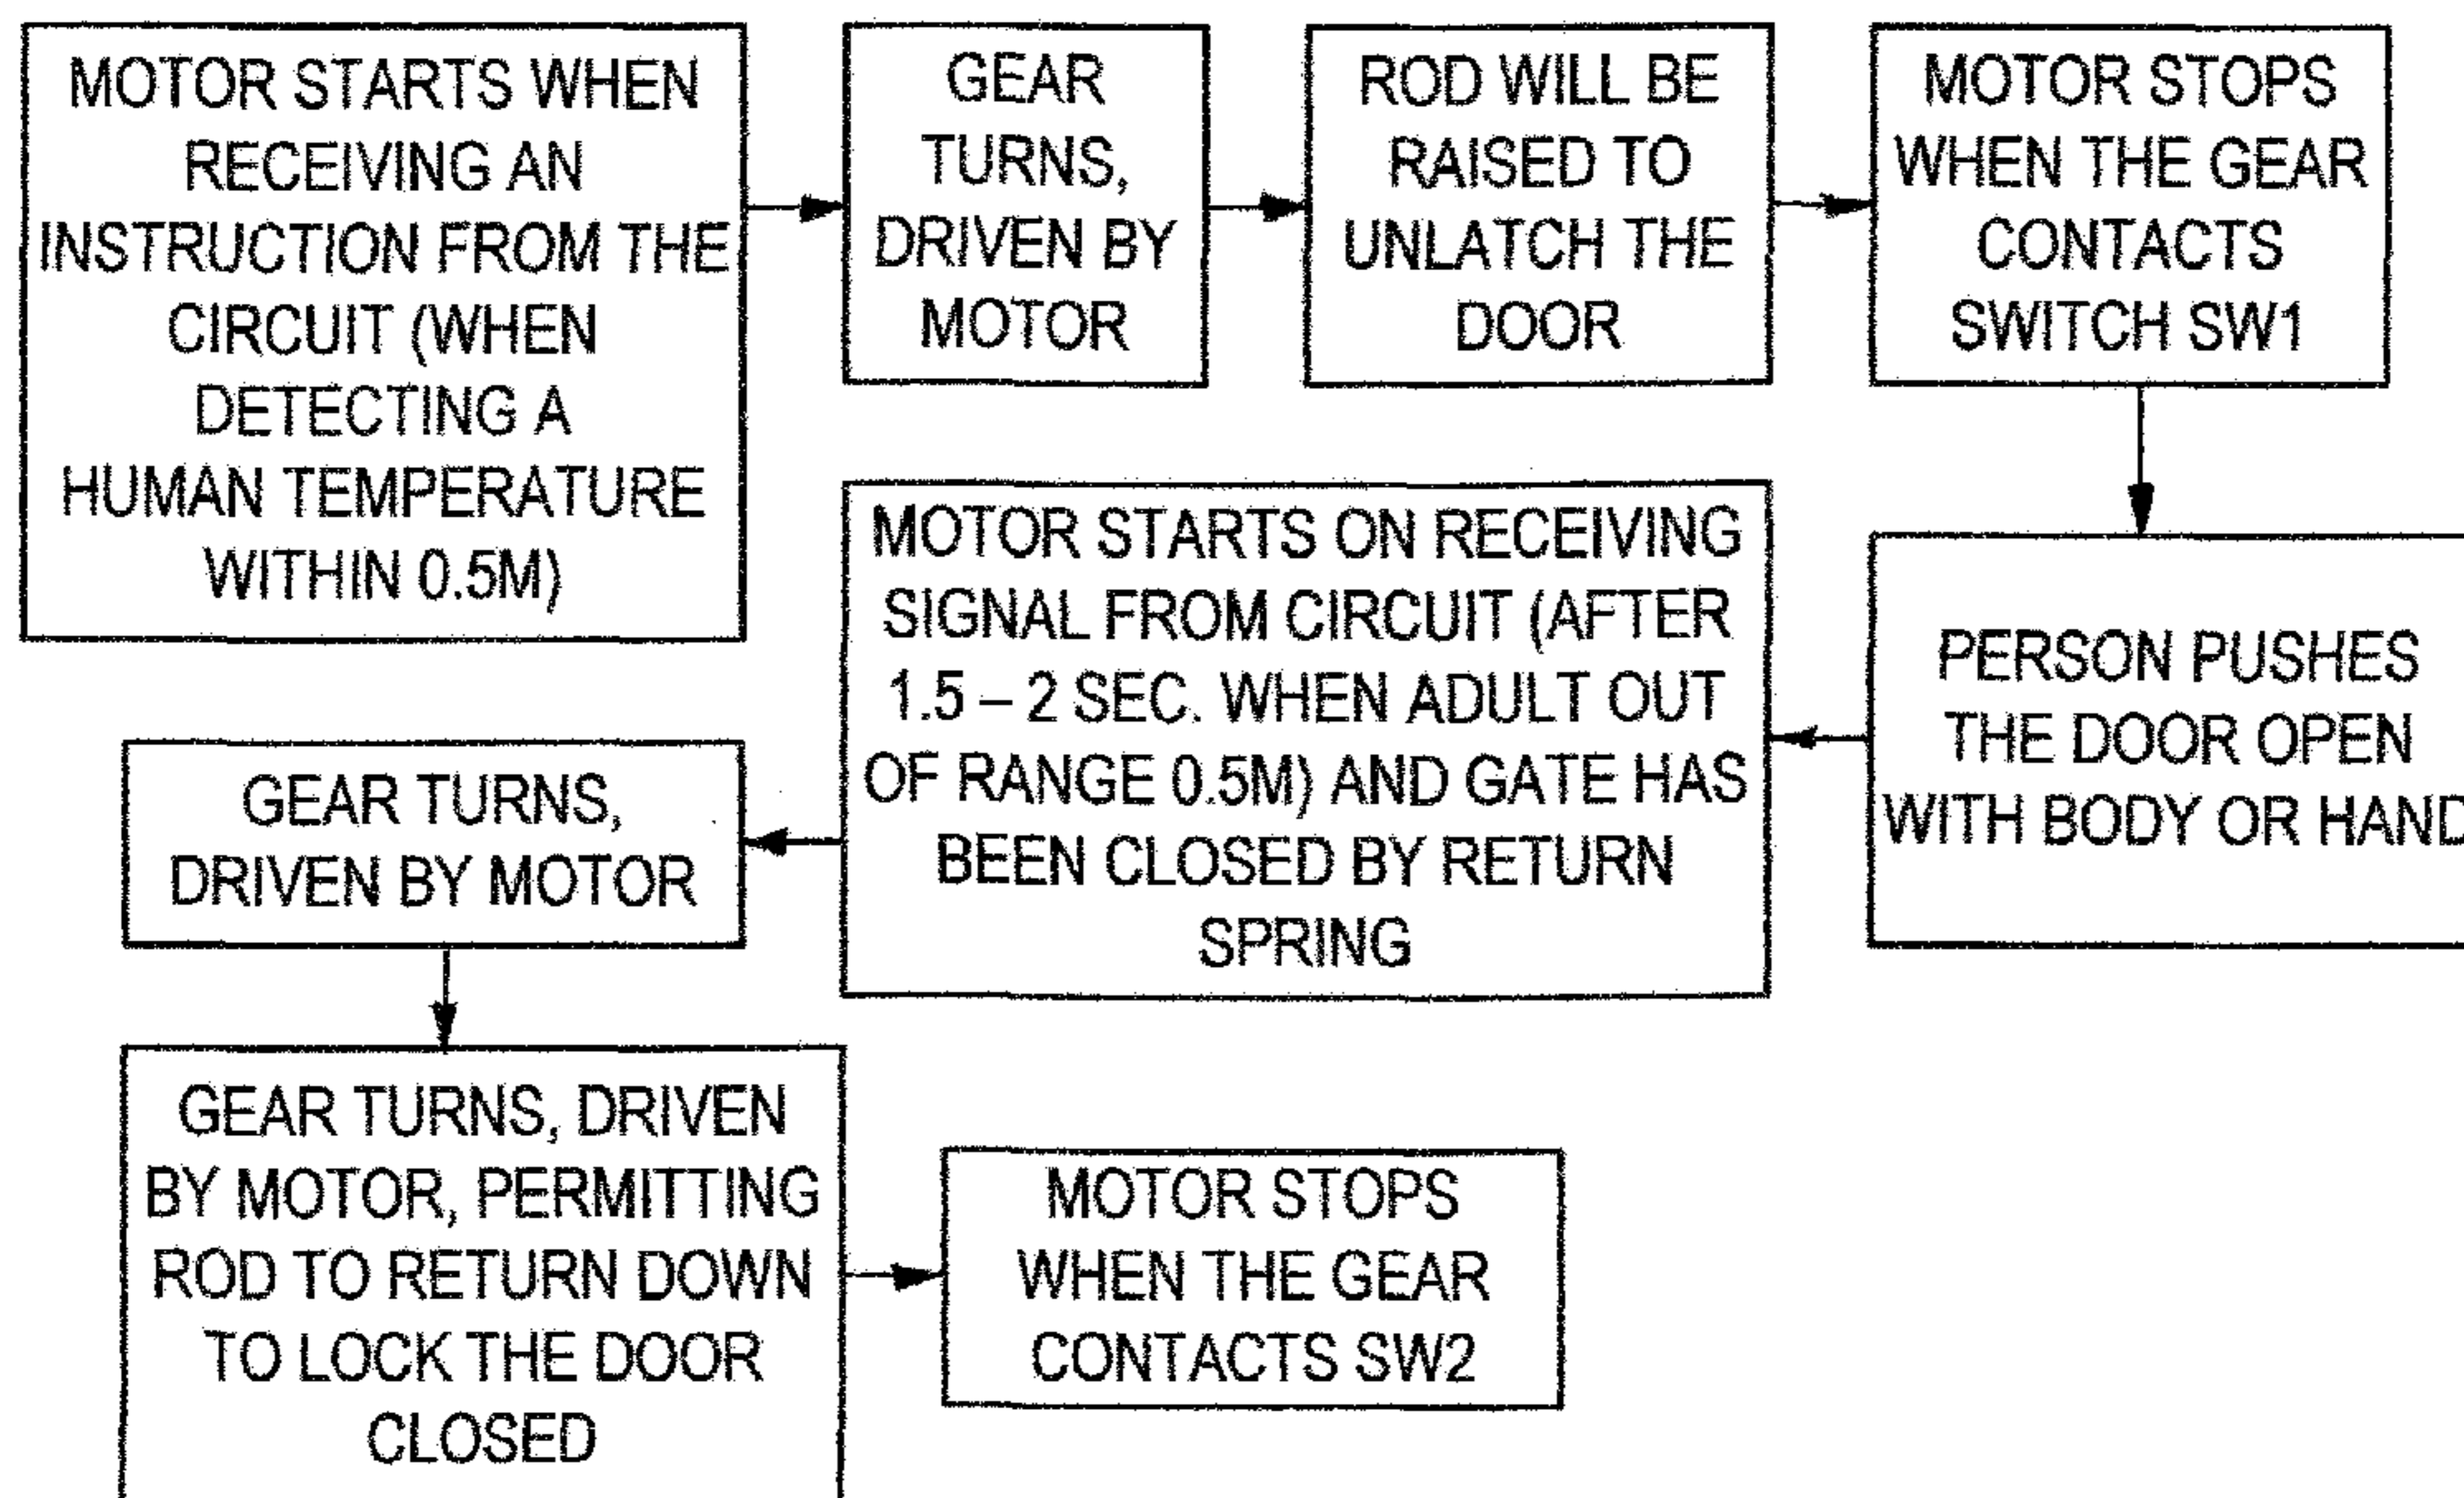 MOTOR STARTS WHEN
RECEIVING AN
INSTRUCTION FROM THE
CIRCUIT (WHEN
DETECTING A
HUMAN TEMPERATURE
WITHIN 0.5M)
GEAR
TURNS,
DRIVEN BY
MOTOR
ROD WILL BE
RAISED TO
UNLATCH THE
DOOR
MOTOR STOPS
WHEN THE GEAR
CONTACTS
SWITCH SW1
PERSON PUSHES
THE DOOR OPEN
WITH BODY OR HAND
MOTOR STARTS ON RECEIVING
SIGNAL FROM CIRCUIT (AFTER
1.5 – 2 SEC. WHEN ADULT OUT
OF RANGE 0.5M) AND GATE HAS
BEEN CLOSED BY RETURN
SPRING
GEAR TURNS,
DRIVEN BY MOTOR
GEAR TURNS, DRIVEN
BY MOTOR, PERMITTING
ROD TO RETURN DOWN
TO LOCK THE DOOR
CLOSED
MOTOR STOPS
WHEN THE GEAR
CONTACTS SW2